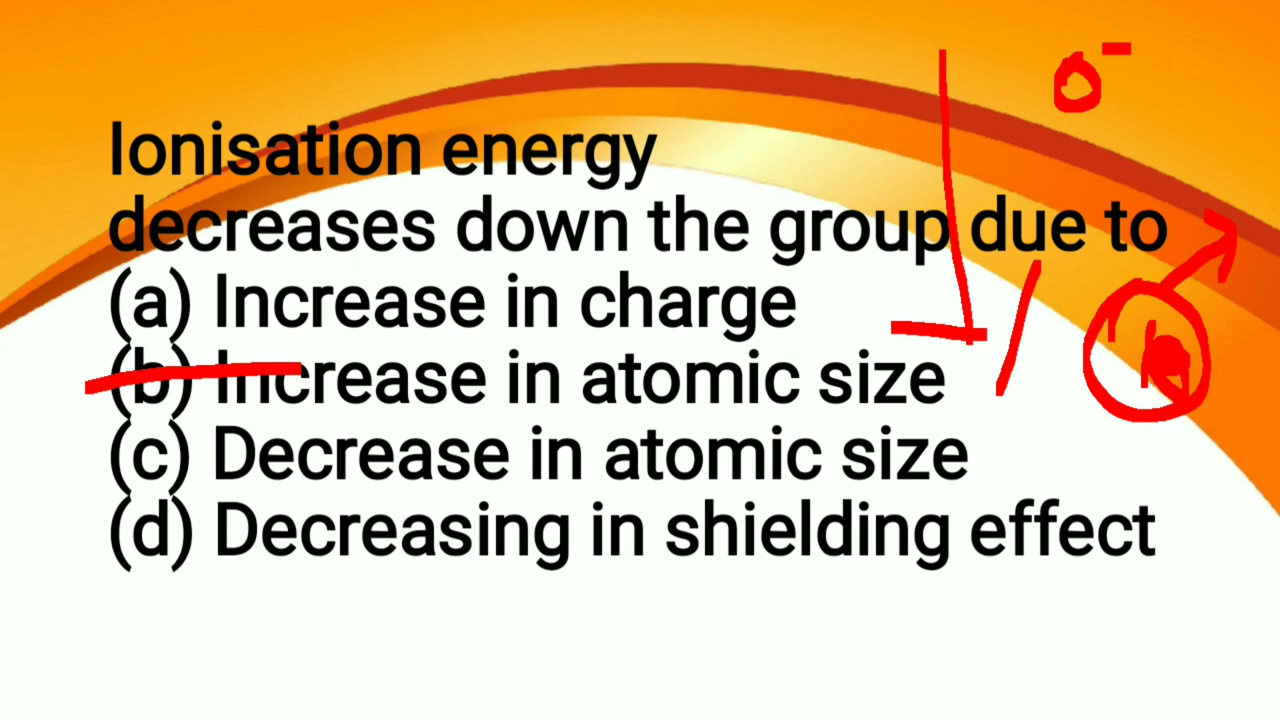 Ionisation energy
decreases down the group due to
(a) Increase in charge
(b) Increase in atomic size
(c) Decrease in atomic size
(d) Decreasing in shielding effect